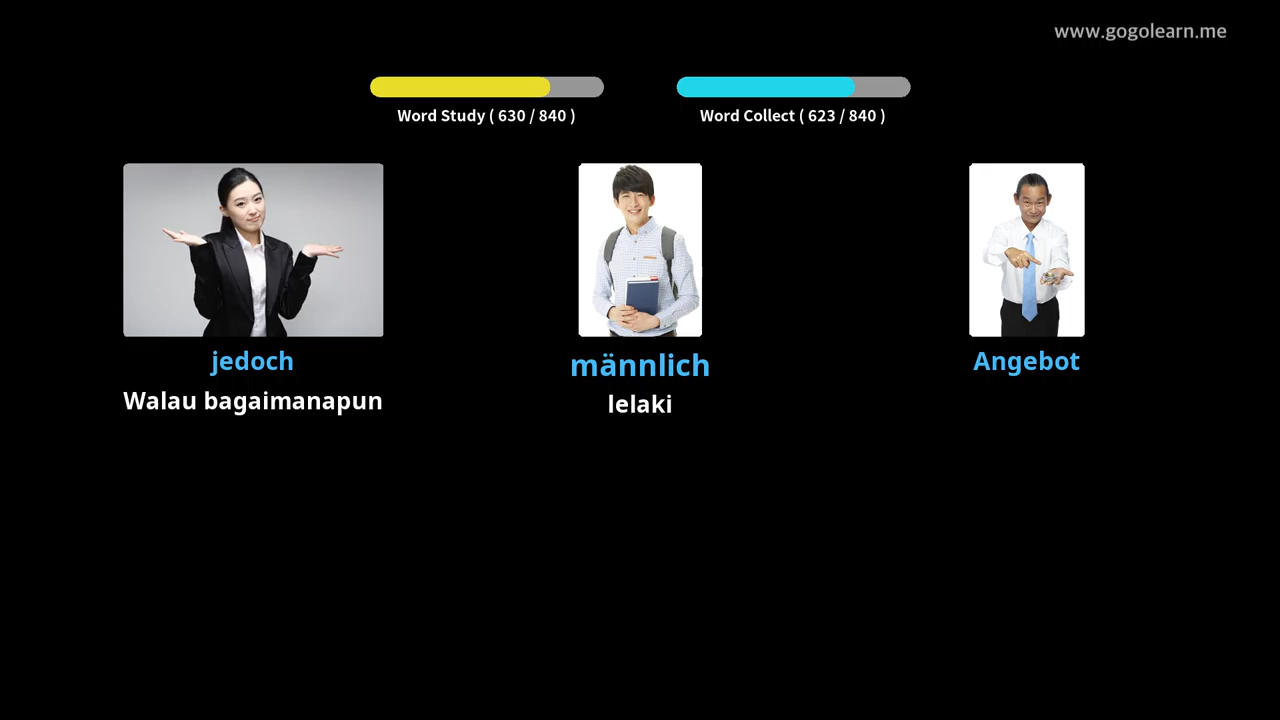 www.gogolearn.me
Word Study ( 630 / 840 )
Word Collect ( 623 / 840 )
jedoch
Walau bagaimanapun
männlich
lelaki
Angebot